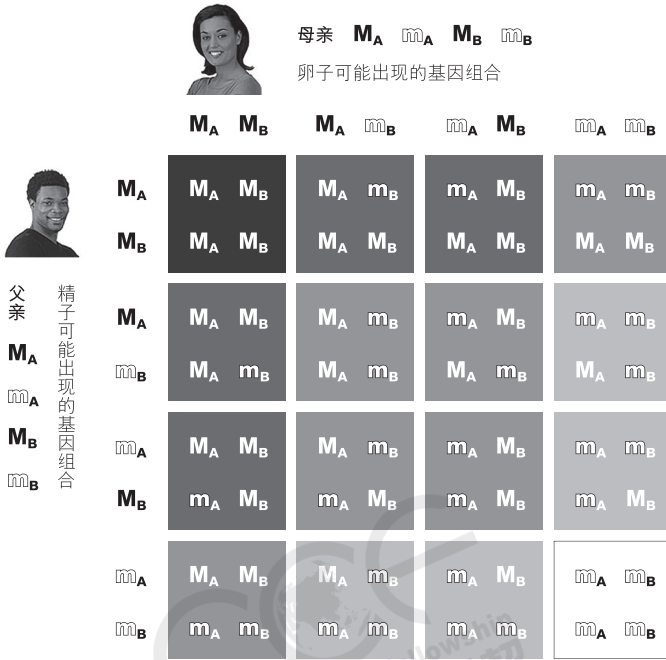 母亲 MA mA MB mB
卵子可能出现的基因组合
MA MB MA mB mA MB mA mB
MA MA MB MA mB mA MB mA mB
MB MA MB MA MB MA MB MA MB
父亲
MA
mA
MB
mB
精子可能出现的基因组合
MA MA MB MA mB mA MB mA mB
mB MA mB MA mB MA mB MA mB
mA MA MB MA mB mA MB mA mB
MB mA MB mA MB mA MB mA MB
mA MA MB MA mB mA MB mA mB
mB mA mB mA mB mA mB mA mB